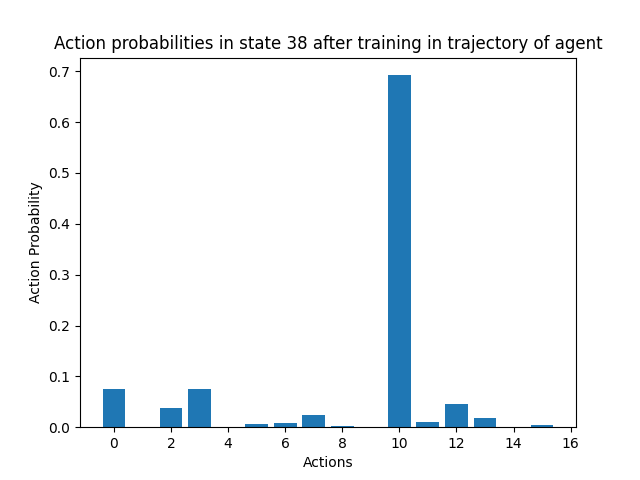 Action probabilities in state 38 after training in trajectory of agent
0.7
0.6
0.5
0.4
0.3
0.2
0.1
0.0
Action Probability
0 2 4 6 8 10 12 14 16
Actions